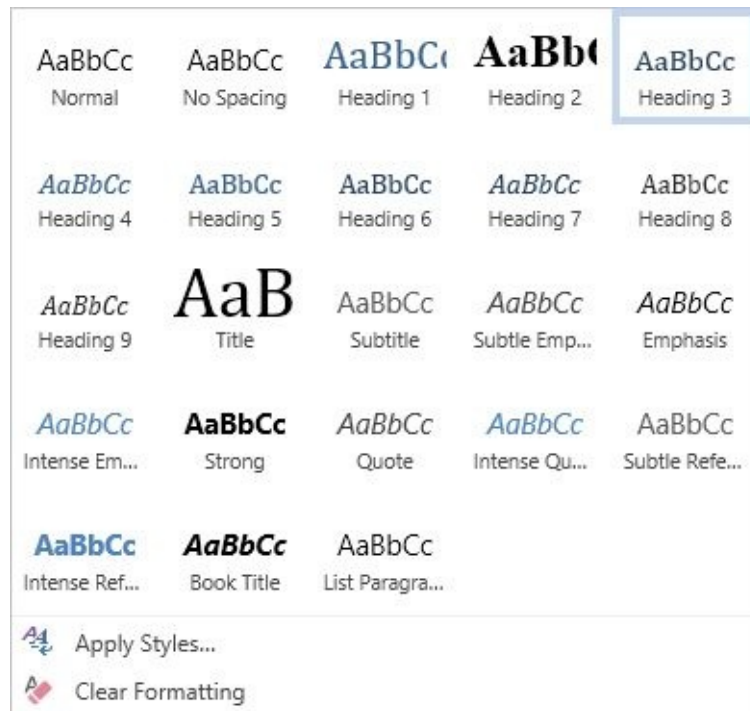 AaBbCc AaBbCc AaBbC AaBb AaBbCc
Normal No Spacing Heading 1 Heading 2 Heading 3
AaBbCc AaBbCc AaBbCc AaBbCc AaBbCc
Heading 4 Heading 5 Heading 6 Heading 7 Heading 8
AaBbCc AaB AaBbCc AaBbCc AaBbCc
Heading 9 Title Subtitle Subtle Emp... Emphasis
AaBbCc AaBbCc AaBbCc AaBbCc AaBbCc
Intense Em... Strong Quote Intense Qu... Subtle Refe...
AaBbCc AaBbCc AaBbCc
Intense Ref... Book Title List Paragra...
Apply Styles...
Clear Formatting